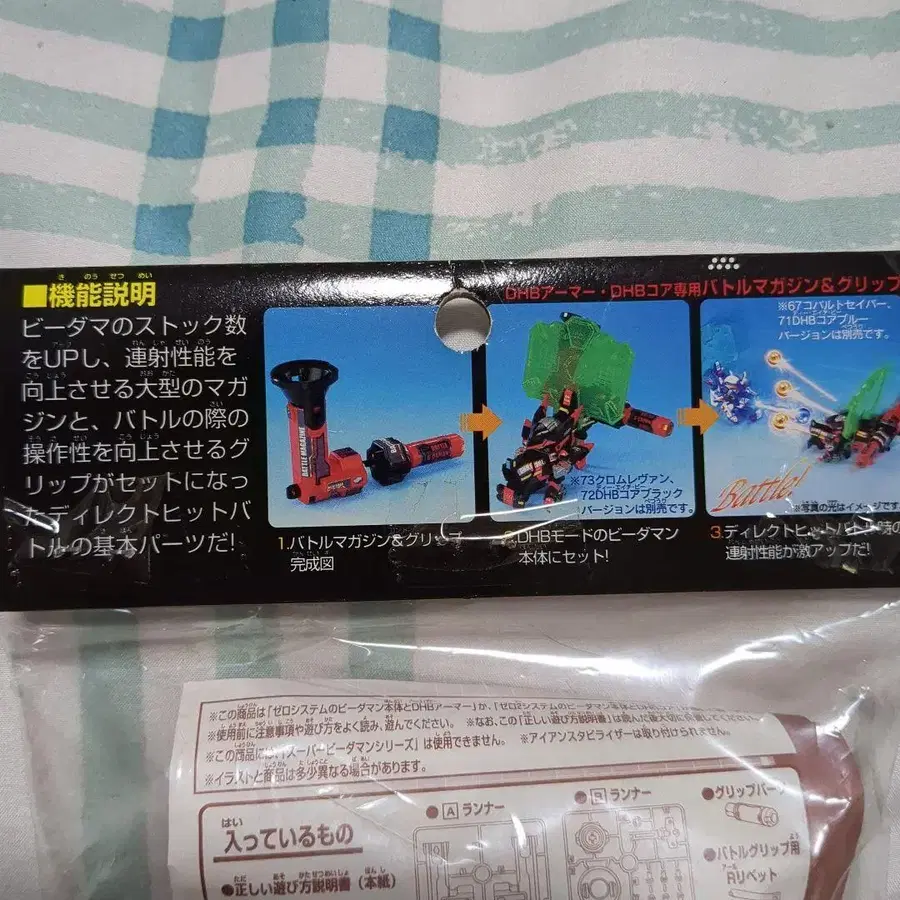 ■機能説明
きのうせつめい
ビーダマのストック数
をUPし、連射性能を
向上させる大型のマガ
ジンと、バトルの際の
操作性を向上させるグ
リップがセットになっ
たディレクトヒットバ
トルの基本パーツだ!
DHBアーマー・DHBコア専用バトルマガジン&グリップ
BATTLE MAGAZINE
1.バトルマガジン&グリップ
完成図
※73クロムレヴァン、
72DHBコアブラック
バージョンは別売です。
DHBモードのビーダマン
本体にセット!
※67コバルトセイバー、
71DHBコアブルー
バージョンは別売です。
Battle!
※写真の光はイメージです
3.ディレクトヒットバトル時の
連射性能が激アップだ!
※この商品は「ゼロシステムのビーダマン本体とDHBアーマー」か、「ゼロ2システムのビーダマン本体と
※使用前に注意事項や遊び方をよく読み、遊んでください。 ※なお、この「正しい遊び方説明書」は読んだ後大切に
※この商品には「スーパービーダマンシリーズ」は使用できません。 ※アイアンスタビライザーは取り付けられません。
※イラストと商品は多少異なる場合があります。
入っているもの
●正しい遊び方説明書(本紙)
●Aランナー
●Bランナー
●グリップパーツ
●バトルグリップ用
Rリベット